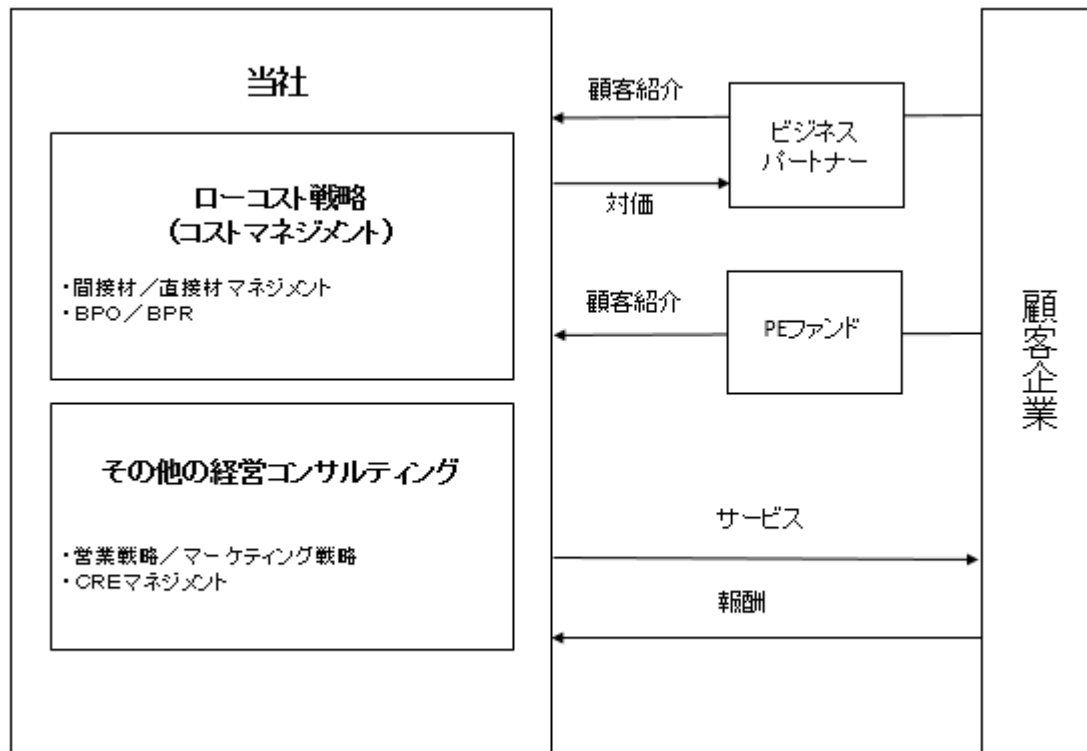 当社
ローコスト戦略
（コストマネジメント）
・間接材／直接材マネジメント
・BPO／BPR
その他の経営コンサルティング
・営業戦略／マーケティング戦略
・CREマネジメント
顧客紹介
ビジネス
パートナー
対価
顧客紹介
PEファンド
サービス
報酬
顧客企業